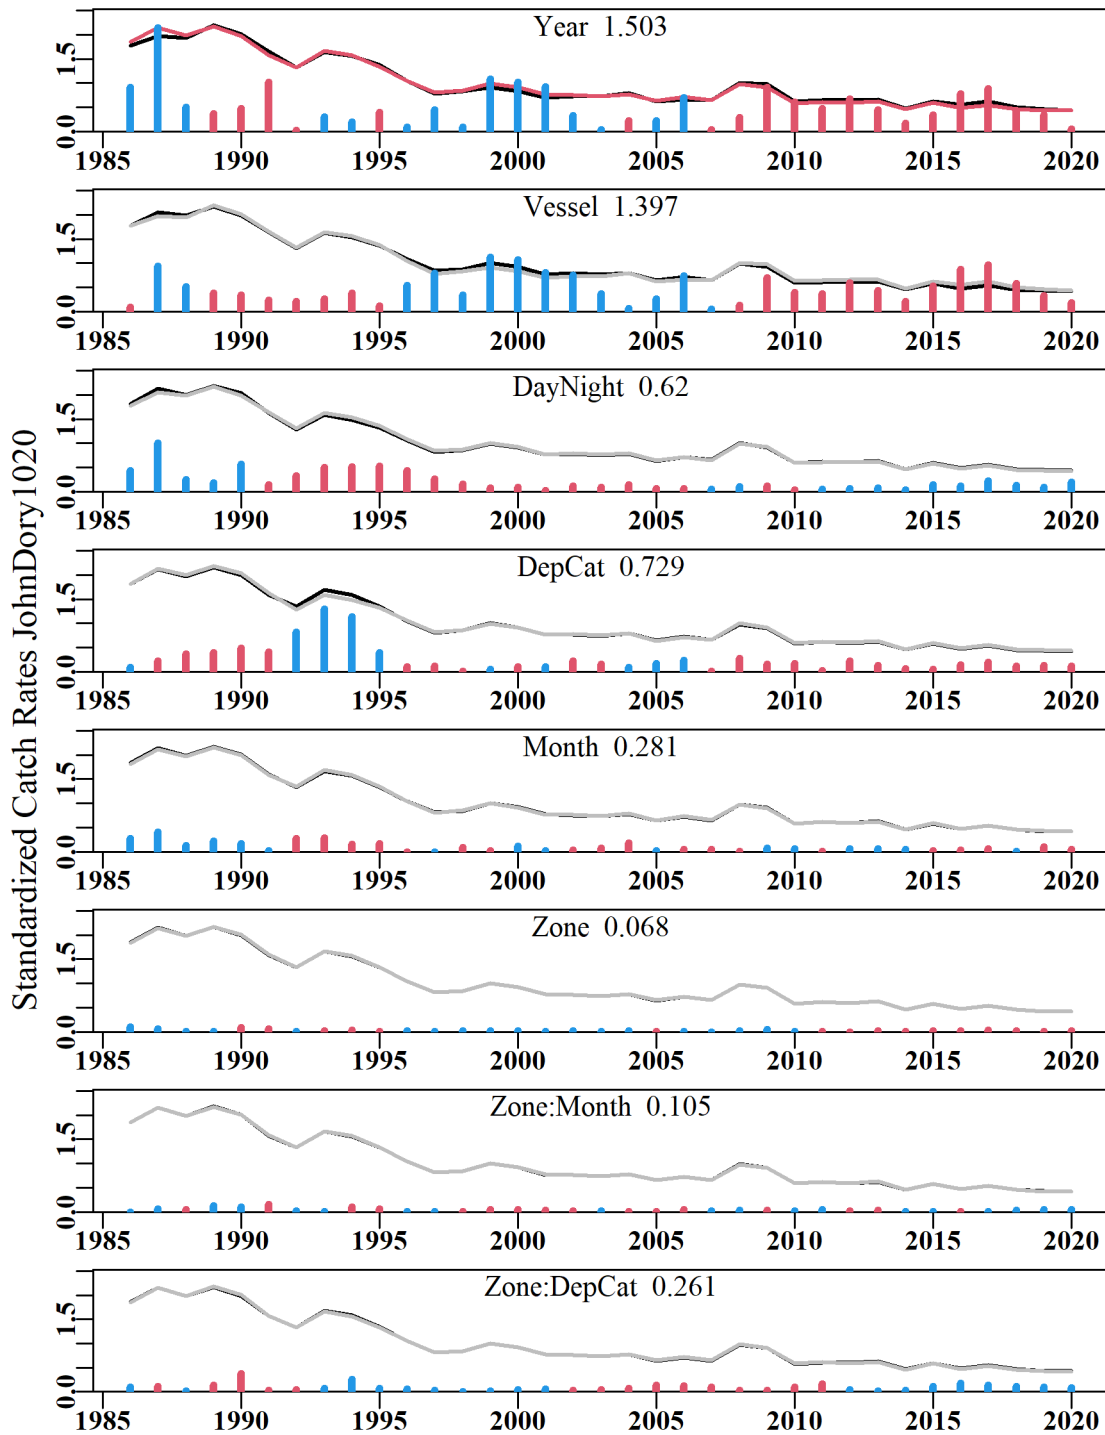 Standardized Catch Rates JohnDory1020
Year 1.503
0.0 1.5
1985 1990 1995 2000 2005 2010 2015 2020
Vessel 1.397
0.0 1.5
1985 1990 1995 2000 2005 2010 2015 2020
DayNight 0.62
0.0 1.5
1985 1990 1995 2000 2005 2010 2015 2020
DepCat 0.729
0.0 1.5
1985 1990 1995 2000 2005 2010 2015 2020
Month 0.281
0.0 1.5
1985 1990 1995 2000 2005 2010 2015 2020
Zone 0.068
0.0 1.5
1985 1990 1995 2000 2005 2010 2015 2020
Zone:Month 0.105
0.0 1.5
1985 1990 1995 2000 2005 2010 2015 2020
Zone:DepCat 0.261
0.0 1.5
1985 1990 1995 2000 2005 2010 2015 2020